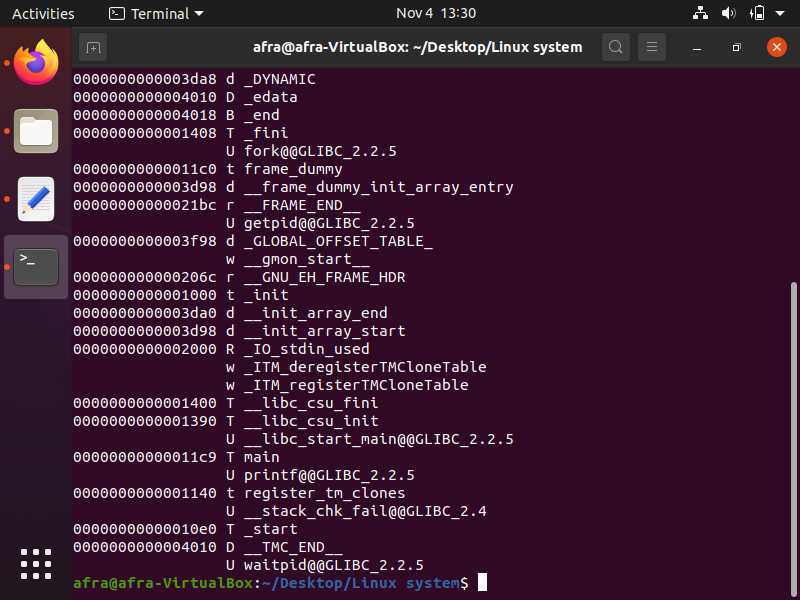 Activities Terminal Nov 4 13:30
afra@afra-VirtualBox: ~/Desktop/Linux system
0000000000003da8 d _DYNAMIC
0000000000004010 D _edata
0000000000004018 B _end
0000000000001408 T _fini
U fork@@GLIBC_2.2.5
00000000000011c0 t frame_dummy
0000000000003d98 d __frame_dummy_init_array_entry
00000000000021bc r __FRAME_END__
U getpid@@GLIBC_2.2.5
0000000000003f98 d _GLOBAL_OFFSET_TABLE_
w __gmon_start__
000000000000206c r __GNU_EH_FRAME_HDR
0000000000001000 t _init
0000000000003da0 d __init_array_end
0000000000003d98 d __init_array_start
0000000000002000 R _IO_stdin_used
w _ITM_deregisterTMCloneTable
w _ITM_registerTMCloneTable
0000000000001400 T __libc_csu_fini
0000000000001390 T __libc_csu_init
U __libc_start_main@@GLIBC_2.2.5
00000000000011c9 T main
U printf@@GLIBC_2.2.5
0000000000001140 t register_tm_clones
U __stack_chk_fail@@GLIBC_2.4
00000000000010e0 T _start
0000000000004010 D __TMC_END__
U waitpid@@GLIBC_2.2.5
afra@afra-VirtualBox:~/Desktop/Linux system$